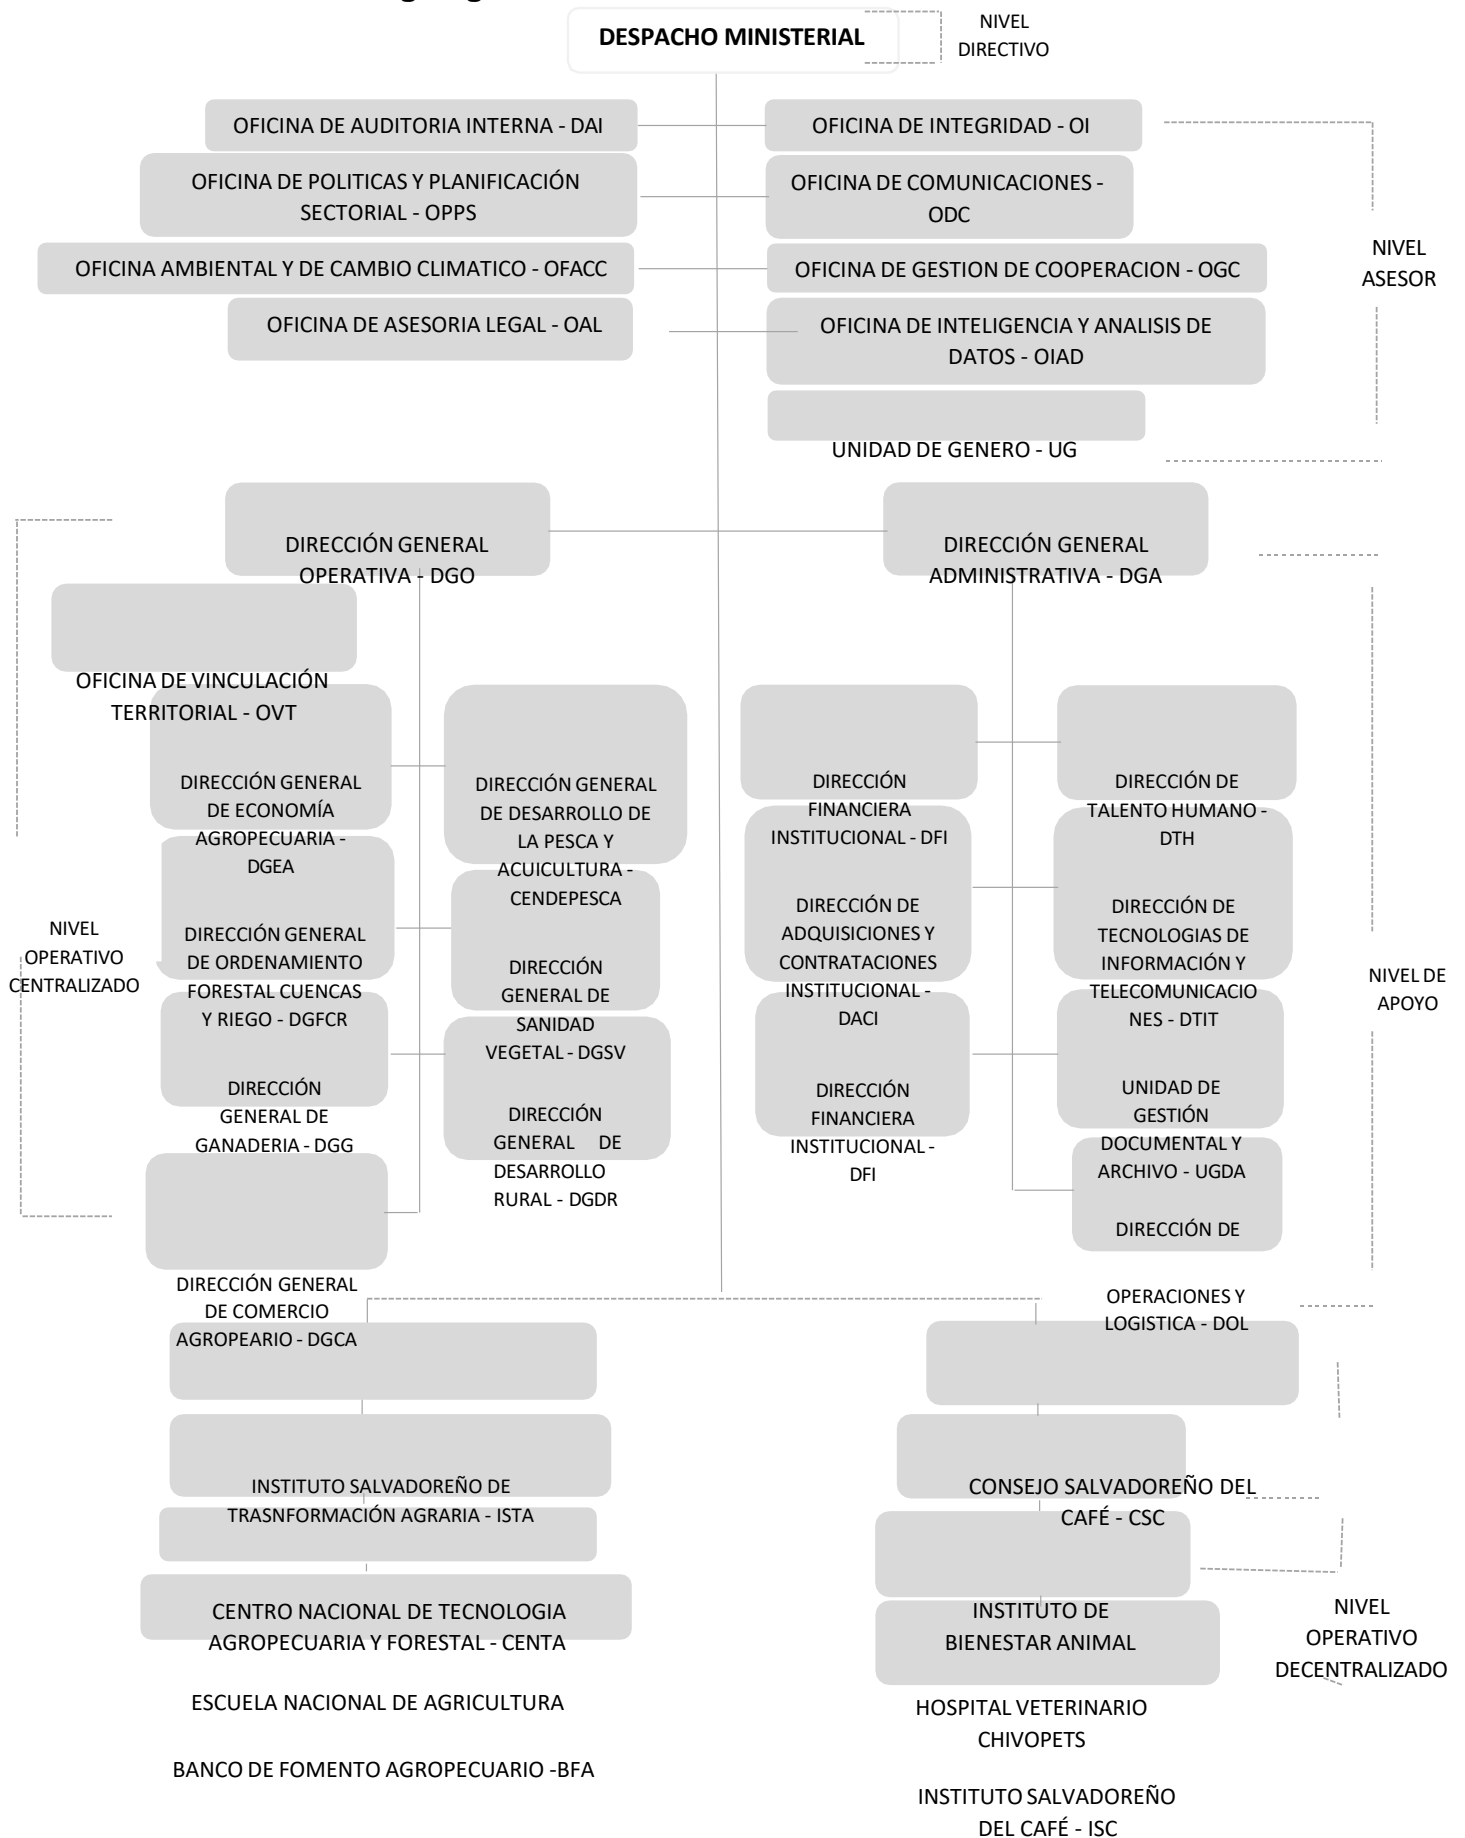 DESPACHO MINISTERIAL
NIVEL
DIRECTIVO
OFICINA DE AUDITORIA INTERNA - DAI
OFICINA DE INTEGRIDAD - OI
OFICINA DE POLITICAS Y PLANIFICACIÓN
SECTORIAL - OPPS
OFICINA DE COMUNICACIONES -
ODC
OFICINA AMBIENTAL Y DE CAMBIO CLIMATICO - OFACC
OFICINA DE GESTION DE COOPERACION - OGC
NIVEL
ASESOR
OFICINA DE ASESORIA LEGAL - OAL
OFICINA DE INTELIGENCIA Y ANALISIS DE
DATOS - OIAD
UNIDAD DE GENERO - UG
DIRECCIÓN GENERAL
OPERATIVA - DGO
DIRECCIÓN GENERAL
ADMINISTRATIVA - DGA
OFICINA DE VINCULACIÓN
TERRITORIAL - OVT
DIRECCIÓN GENERAL
DE ECONOMÍA
AGROPECUARIA -
DGEA
DIRECCIÓN GENERAL
DE DESARROLLO DE
LA PESCA Y
ACUICULTURA -
CENDEPESCA
DIRECCIÓN
FINANCIERA
INSTITUCIONAL - DFI
DIRECCIÓN DE
TALENTO HUMANO -
DTH
NIVEL
OPERATIVO
CENTRALIZADO
DIRECCIÓN GENERAL
DE ORDENAMIENTO
FORESTAL CUENCAS
Y RIEGO - DGFCR
DIRECCIÓN
GENERAL DE
SANIDAD
VEGETAL - DGSV
DIRECCIÓN DE
ADQUISICIONES Y
CONTRATACIONES
INSTITUCIONAL -
DACI
DIRECCIÓN DE
TECNOLOGIAS DE
INFORMACIÓN Y
TELECOMUNICACIO
NES - DTIT
NIVEL DE
APOYO
DIRECCIÓN
GENERAL DE
GANADERIA - DGG
DIRECCIÓN
GENERAL DE
DESARROLLO
RURAL - DGDR
DIRECCIÓN
FINANCIERA
INSTITUCIONAL -
DFI
UNIDAD DE
GESTIÓN
DOCUMENTAL Y
ARCHIVO - UGDA
DIRECCIÓN DE
OPERACIONES Y
LOGISTICA - DOL
DIRECCIÓN GENERAL
DE COMERCIO
AGROPEARIO - DGCA
INSTITUTO SALVADOREÑO DE
TRASNFORMACIÓN AGRARIA - ISTA
CONSEJO SALVADOREÑO DEL
CAFÉ - CSC
CENTRO NACIONAL DE TECNOLOGIA
AGROPECUARIA Y FORESTAL - CENTA
INSTITUTO DE
BIENESTAR ANIMAL
NIVEL
OPERATIVO
DECENTRALIZADO
ESCUELA NACIONAL DE AGRICULTURA
HOSPITAL VETERINARIO
CHIVOPETS
BANCO DE FOMENTO AGROPECUARIO -BFA
INSTITUTO SALVADOREÑO
DEL CAFÉ - ISC